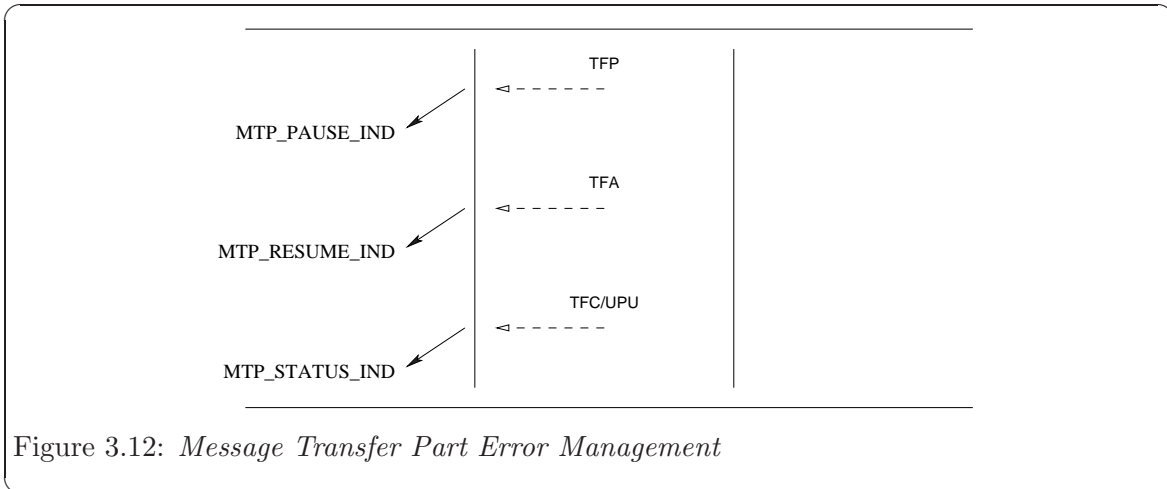 TFP
MTP_PAUSE_IND
TFA
MTP_RESUME_IND
TFC/UPU
MTP_STATUS_IND
Figure 3.12: Message Transfer Part Error Management